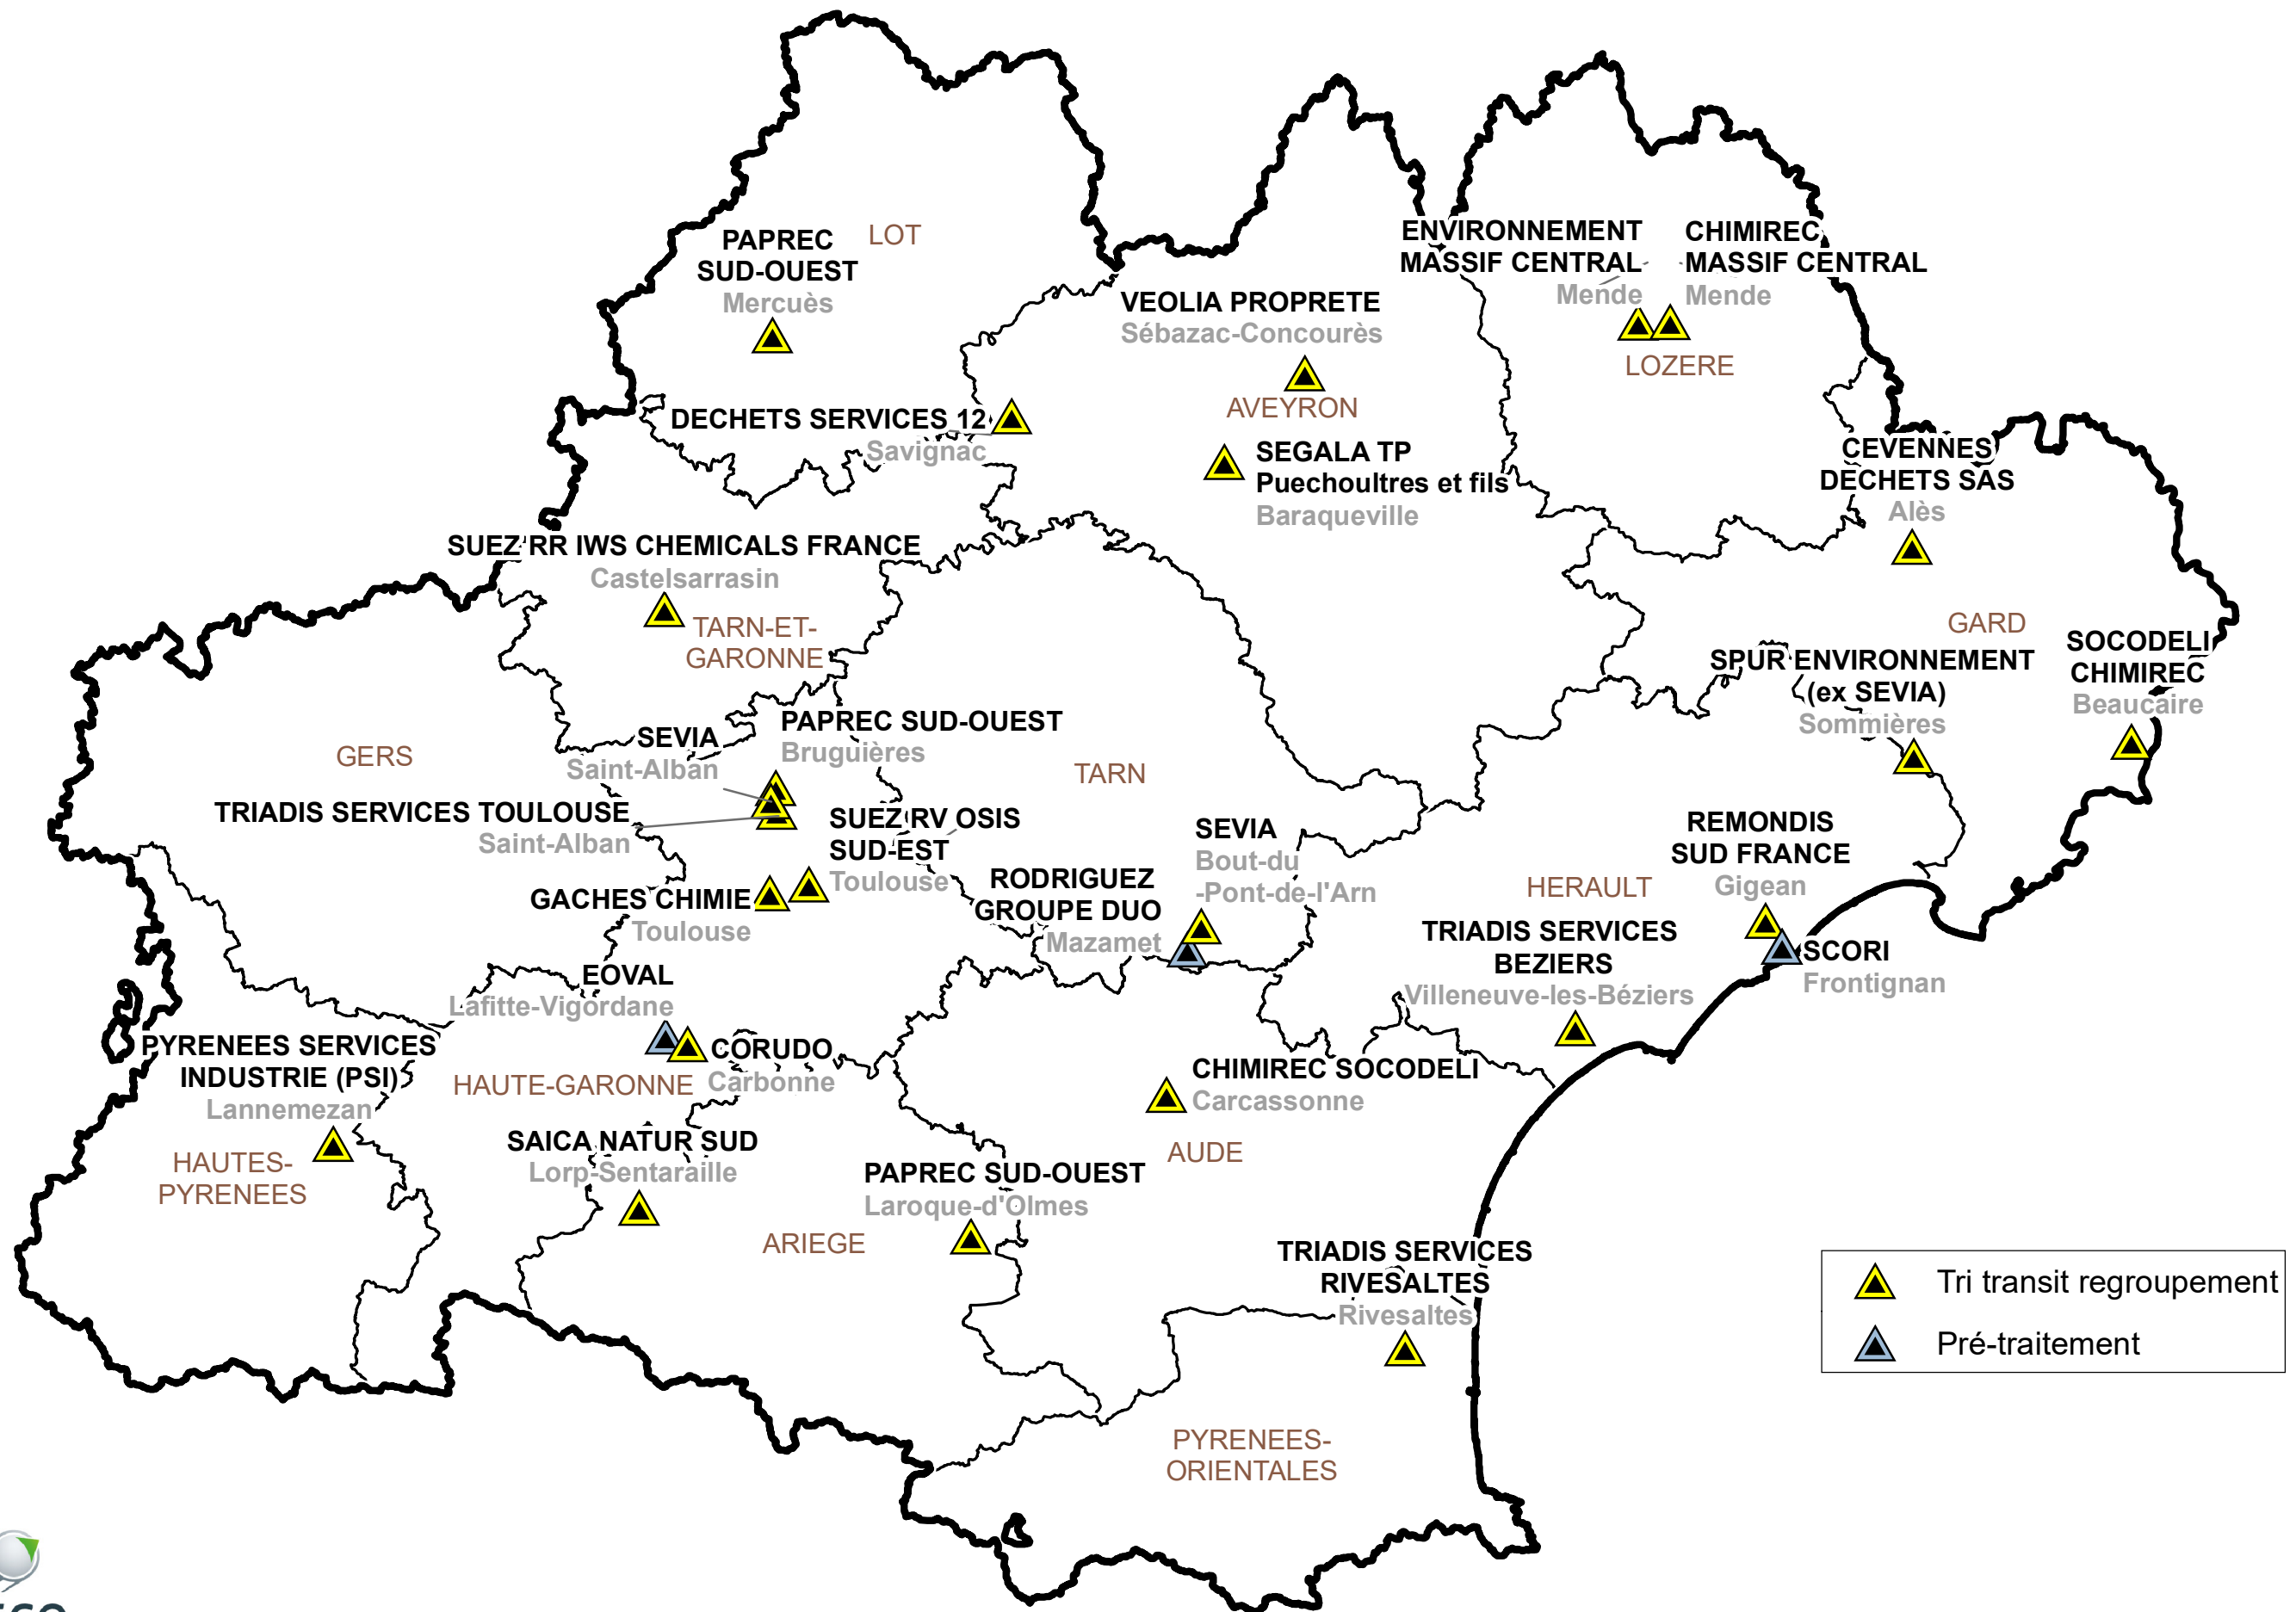 PAPREC
SUD-OUEST
Mercuès
LOT
ENVIRONNEMENT
MASSIF CENTRAL
Mende
CHIMIREC
MASSIF CENTRAL
Mende
LOZERE
VEOLIA PROPRETE
Sébazac-Concourès
AVEYRON
DECHETS SERVICES 12
Savignac
SEGALA TP
Puechoultres et fils
Baraqueville
CEVENNES
DECHETS SAS
Alès
SUEZ RR IWS CHEMICALS FRANCE
Castelsarrasin
TARN-ET-
GARONNE
GARD
SOCODELI
CHIMIREC
Beaucaire
SPUR ENVIRONNEMENT
(ex SEVIA)
Sommières
GERS
SEVIA
Saint-Alban
PAPREC SUD-OUEST
Bruguières
TARN
TRIADIS SERVICES TOULOUSE
Saint-Alban
SUEZ RV OSIS
SUD-EST
Toulouse
GACHES CHIMIE
Toulouse
RODRIGUEZ
GROUPE DUO
Mazamet
SEVIA
Bout-du
-Pont-de-l'Arn
REMONDIS
SUD FRANCE
Gigean
HERAULT
TRIADIS SERVICES
BEZIERS
Villeneuve-les-Béziers
SCORI
Frontignan
EOVAL
Lafitte-Vigordane
CORUDO
Carbonne
HAUTE-GARONNE
PYRENEES SERVICES
INDUSTRIE (PSI)
Lannemezan
HAUTES-
PYRENEES
CHIMIREC SOCODELI
Carcassonne
AUDE
SAICA NATUR SUD
Lorp-Sentaraille
ARIEGE
PAPREC SUD-OUEST
Laroque-d'Olmes
TRIADIS SERVICES
RIVESALTES
Rivesaltes
PYRENEES-
ORIENTALES
Tri transit regroupement
Pré-traitement